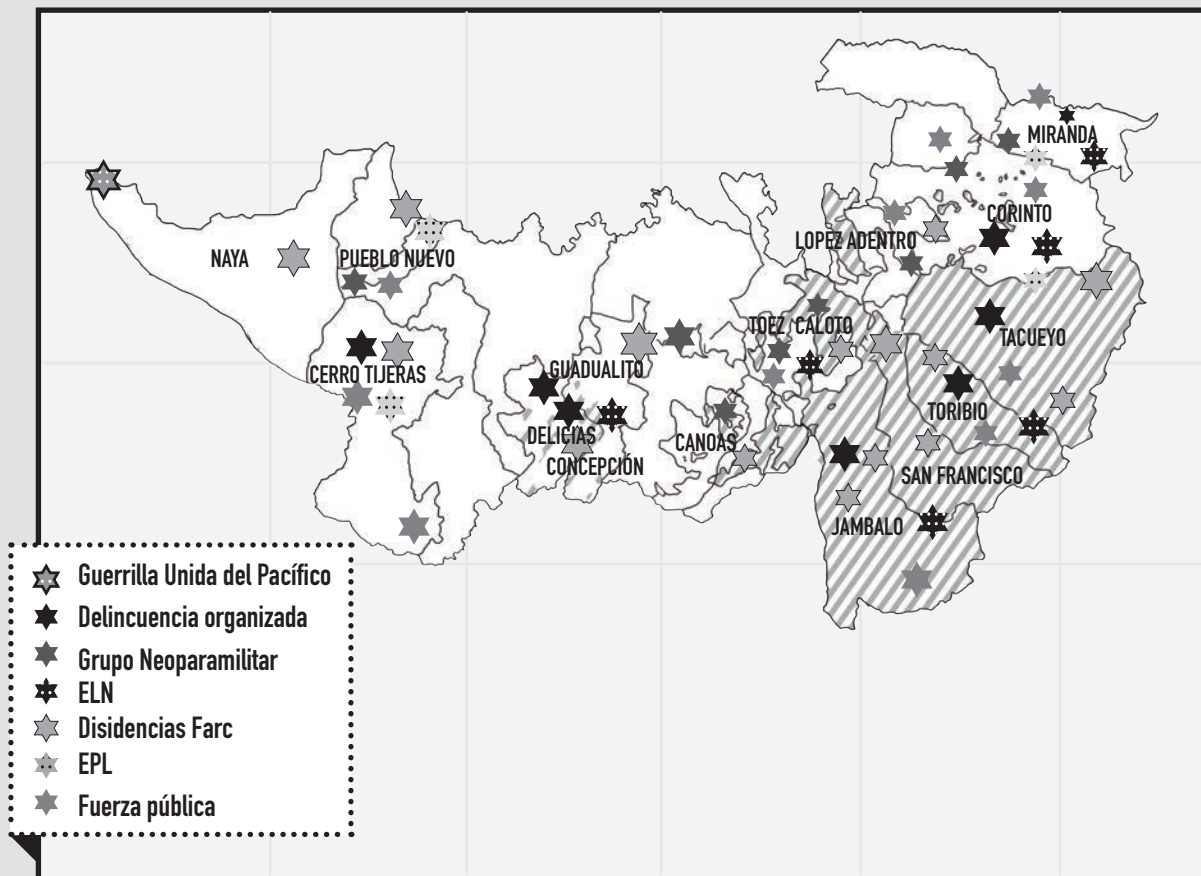 MIRANDA
CORINTO
LOPEZ ADENTRO
NAYA
PUEBLO NUEVO
TOEZ CALOTO
TACUEYO
GUADUALITO
CERRO TIJERAS
TORIBIO
DELICIAS
CANOAS
CONCEPCIÓN
SAN FRANCISCO
JAMBALO
Guerrilla Unida del Pacífico
Delincuencia organizada
Grupo Neoparamilitar
ELN
Disidencias Farc
EPL
Fuerza pública